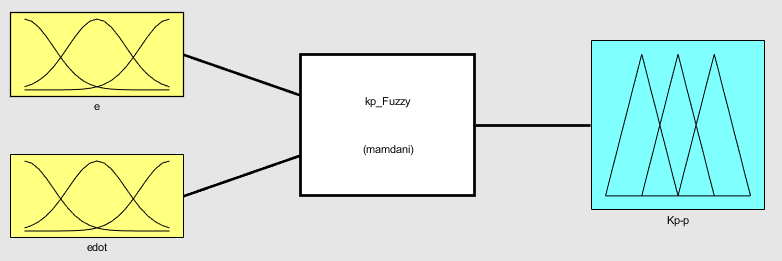 e
edot
kp_Fuzzy
(mamdani)
Kp-p